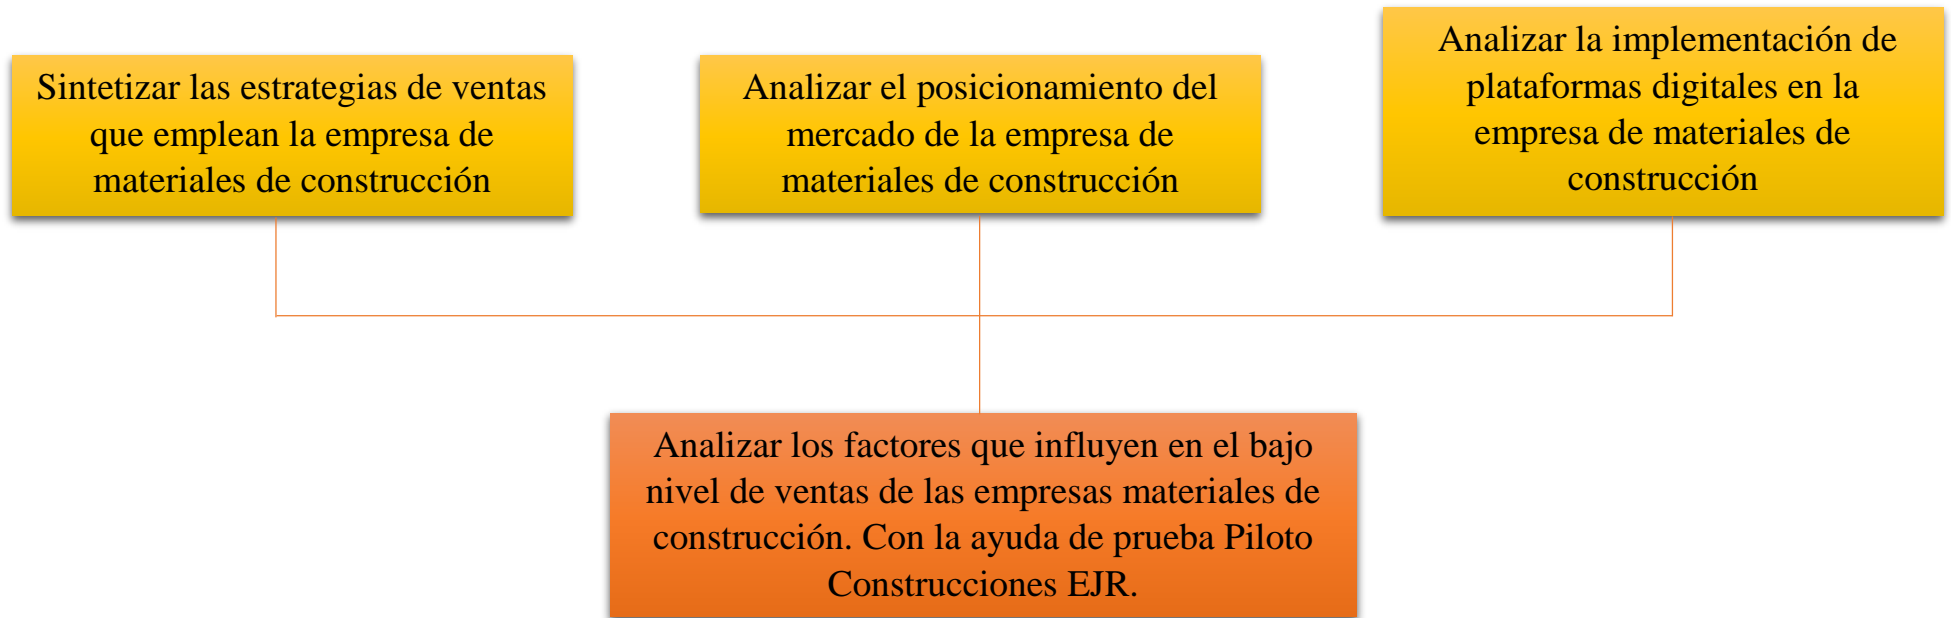 Sintetizar las estrategias de ventas
que emplean la empresa de
materiales de construcción
Analizar el posicionamiento del
mercado de la empresa de
materiales de construcción
Analizar la implementación de
plataformas digitales en la
empresa de materiales de
construcción
Analizar los factores que influyen en el bajo
nivel de ventas de las empresas materiales de
construcción. Con la ayuda de prueba Piloto
Construcciones EJR.